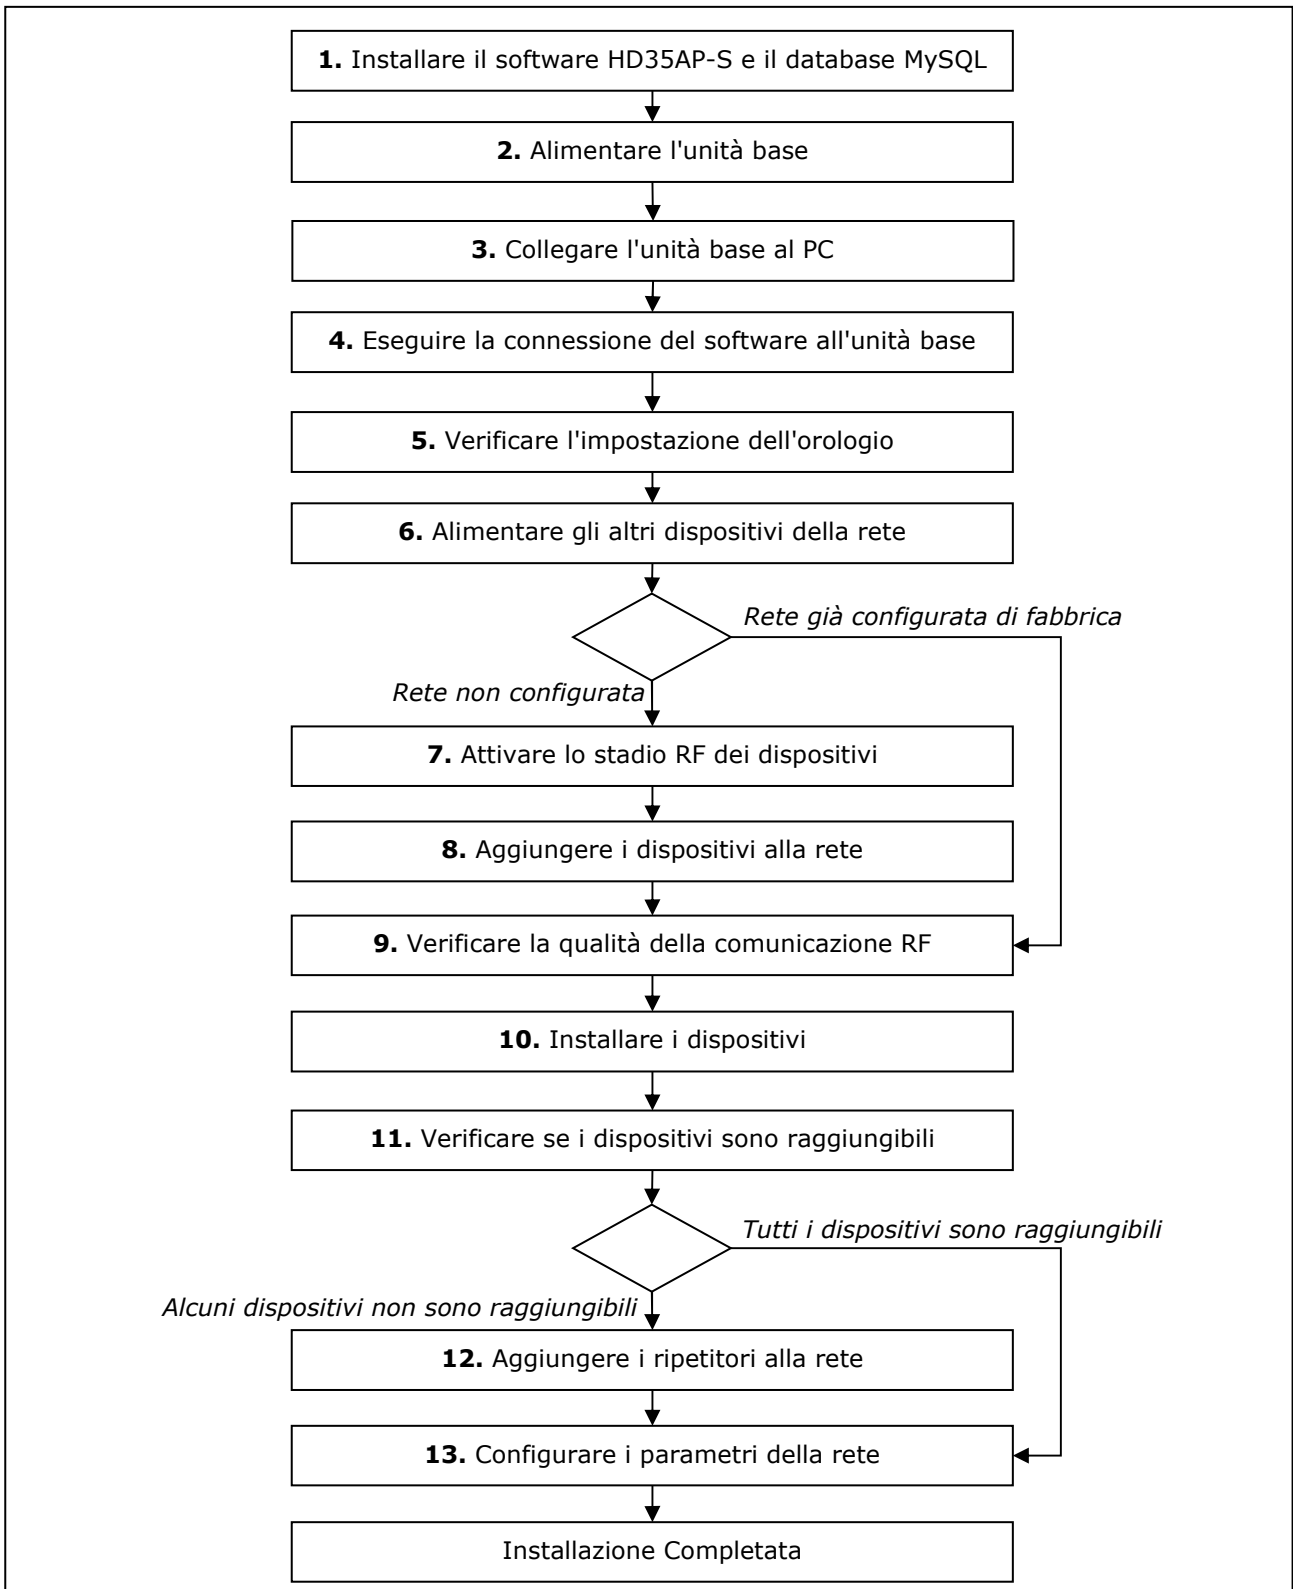 1. Installare il software HD35AP-S e il database MySQL
2. Alimentare l'unità base
3. Collegare l'unità base al PC
4. Eseguire la connessione del software all'unità base
5. Verificare l'impostazione dell'orologio
6. Alimentare gli altri dispositivi della rete
Rete già configurata di fabbrica
Rete non configurata
7. Attivare lo stadio RF dei dispositivi
8. Aggiungere i dispositivi alla rete
9. Verificare la qualità della comunicazione RF
10. Installare i dispositivi
11. Verificare se i dispositivi sono raggiungibili
Tutti i dispositivi sono raggiungibili
Alcuni dispositivi non sono raggiungibili
12. Aggiungere i ripetitori alla rete
13. Configurare i parametri della rete
Installazione Completata